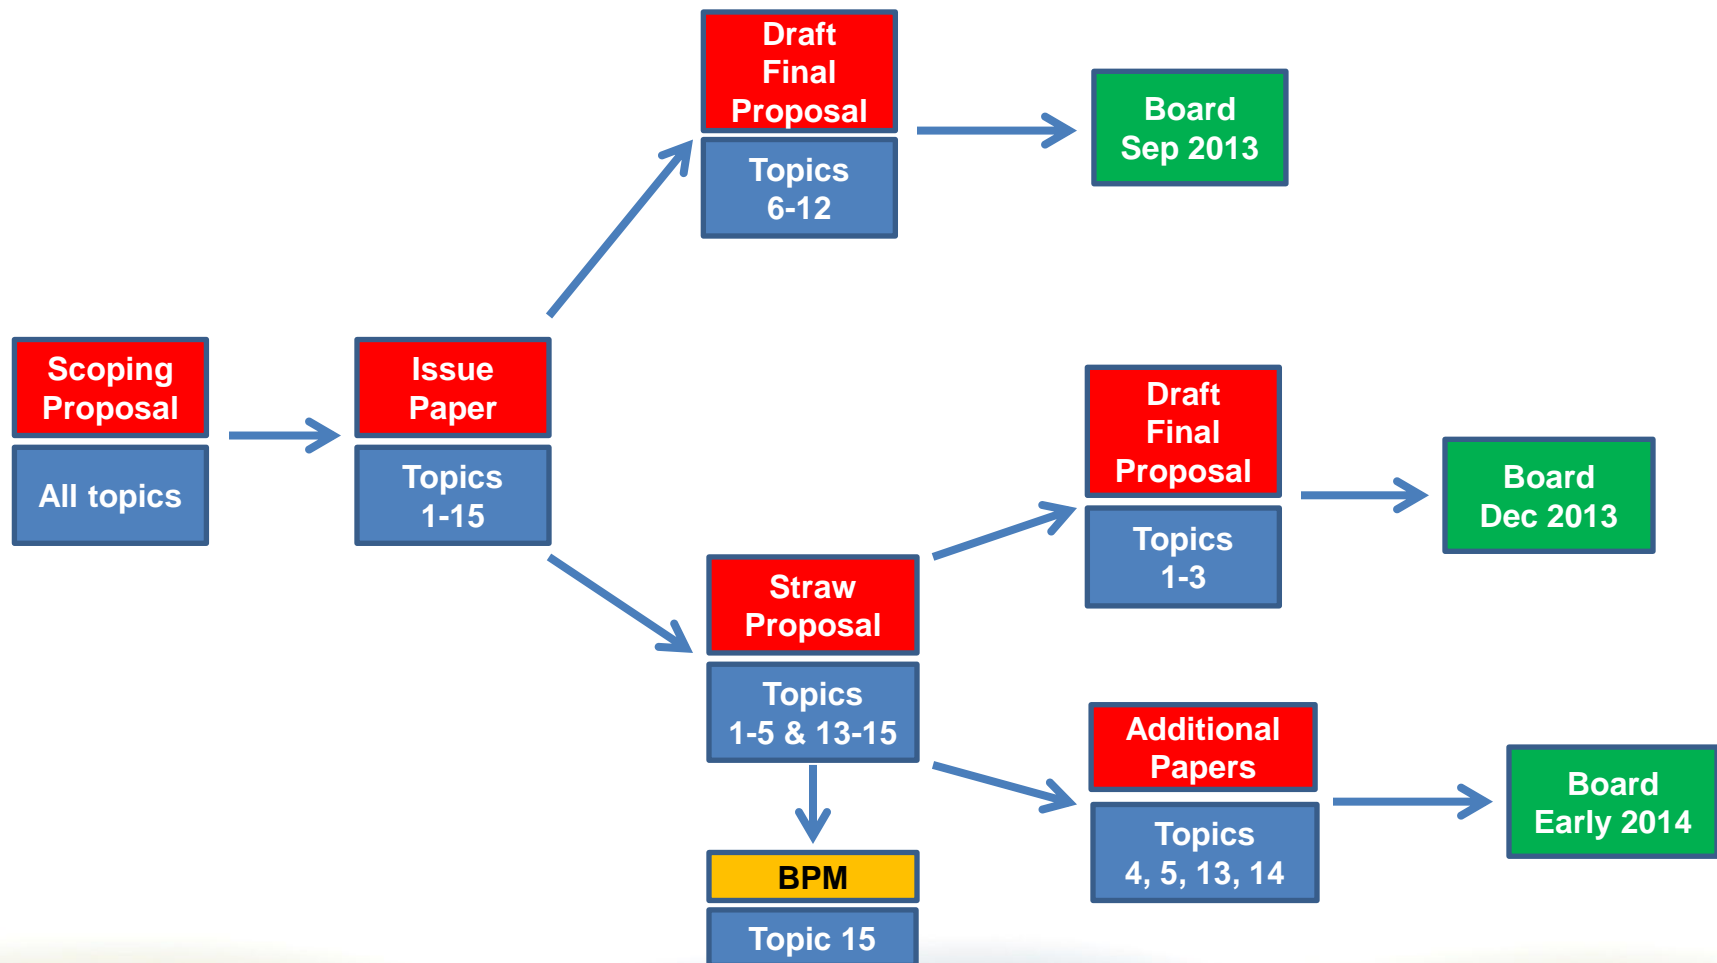 Draft
Final
Proposal
Topics
6-12
Board
Sep 2013
Scoping
Proposal
All topics
Issue
Paper
Topics
1-15
Draft
Final
Proposal
Topics
1-3
Board
Dec 2013
Straw
Proposal
Topics
1-5 & 13-15
Additional
Papers
Topics
4, 5, 13, 14
Board
Early 2014
BPM
Topic 15